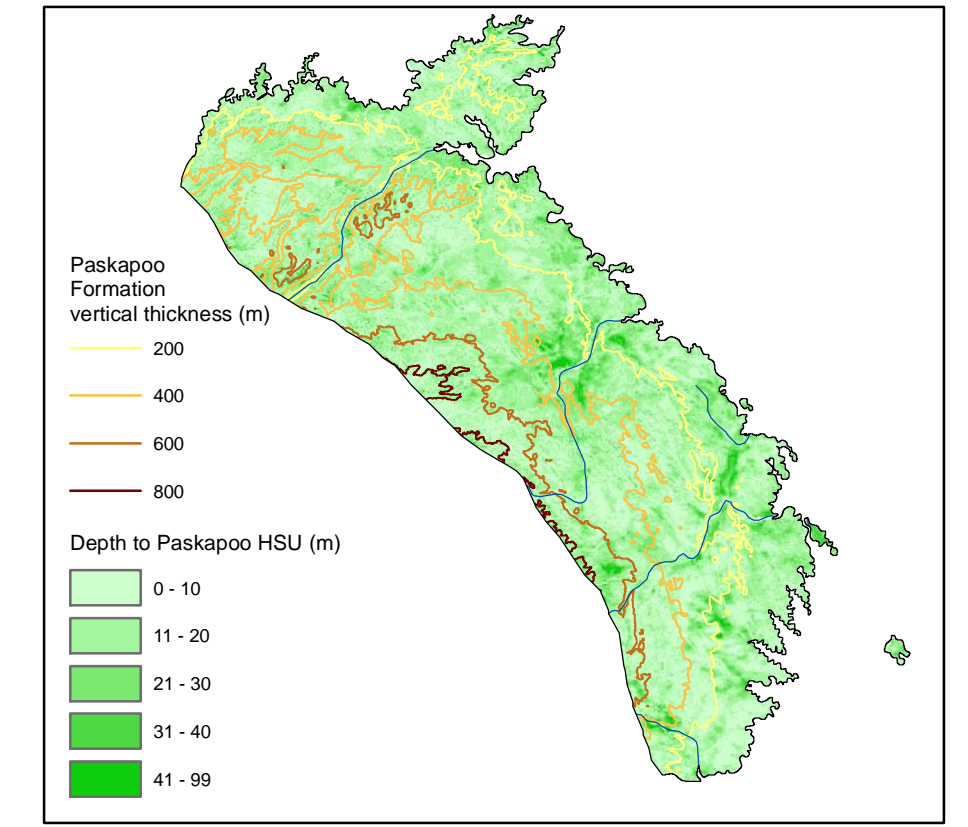 Paskapoo
Formation
vertical thickness (m)
200
400
600
800
Depth to Paskapoo HSU (m)
0 - 10
11 - 20
21 - 30
31 - 40
41 - 99